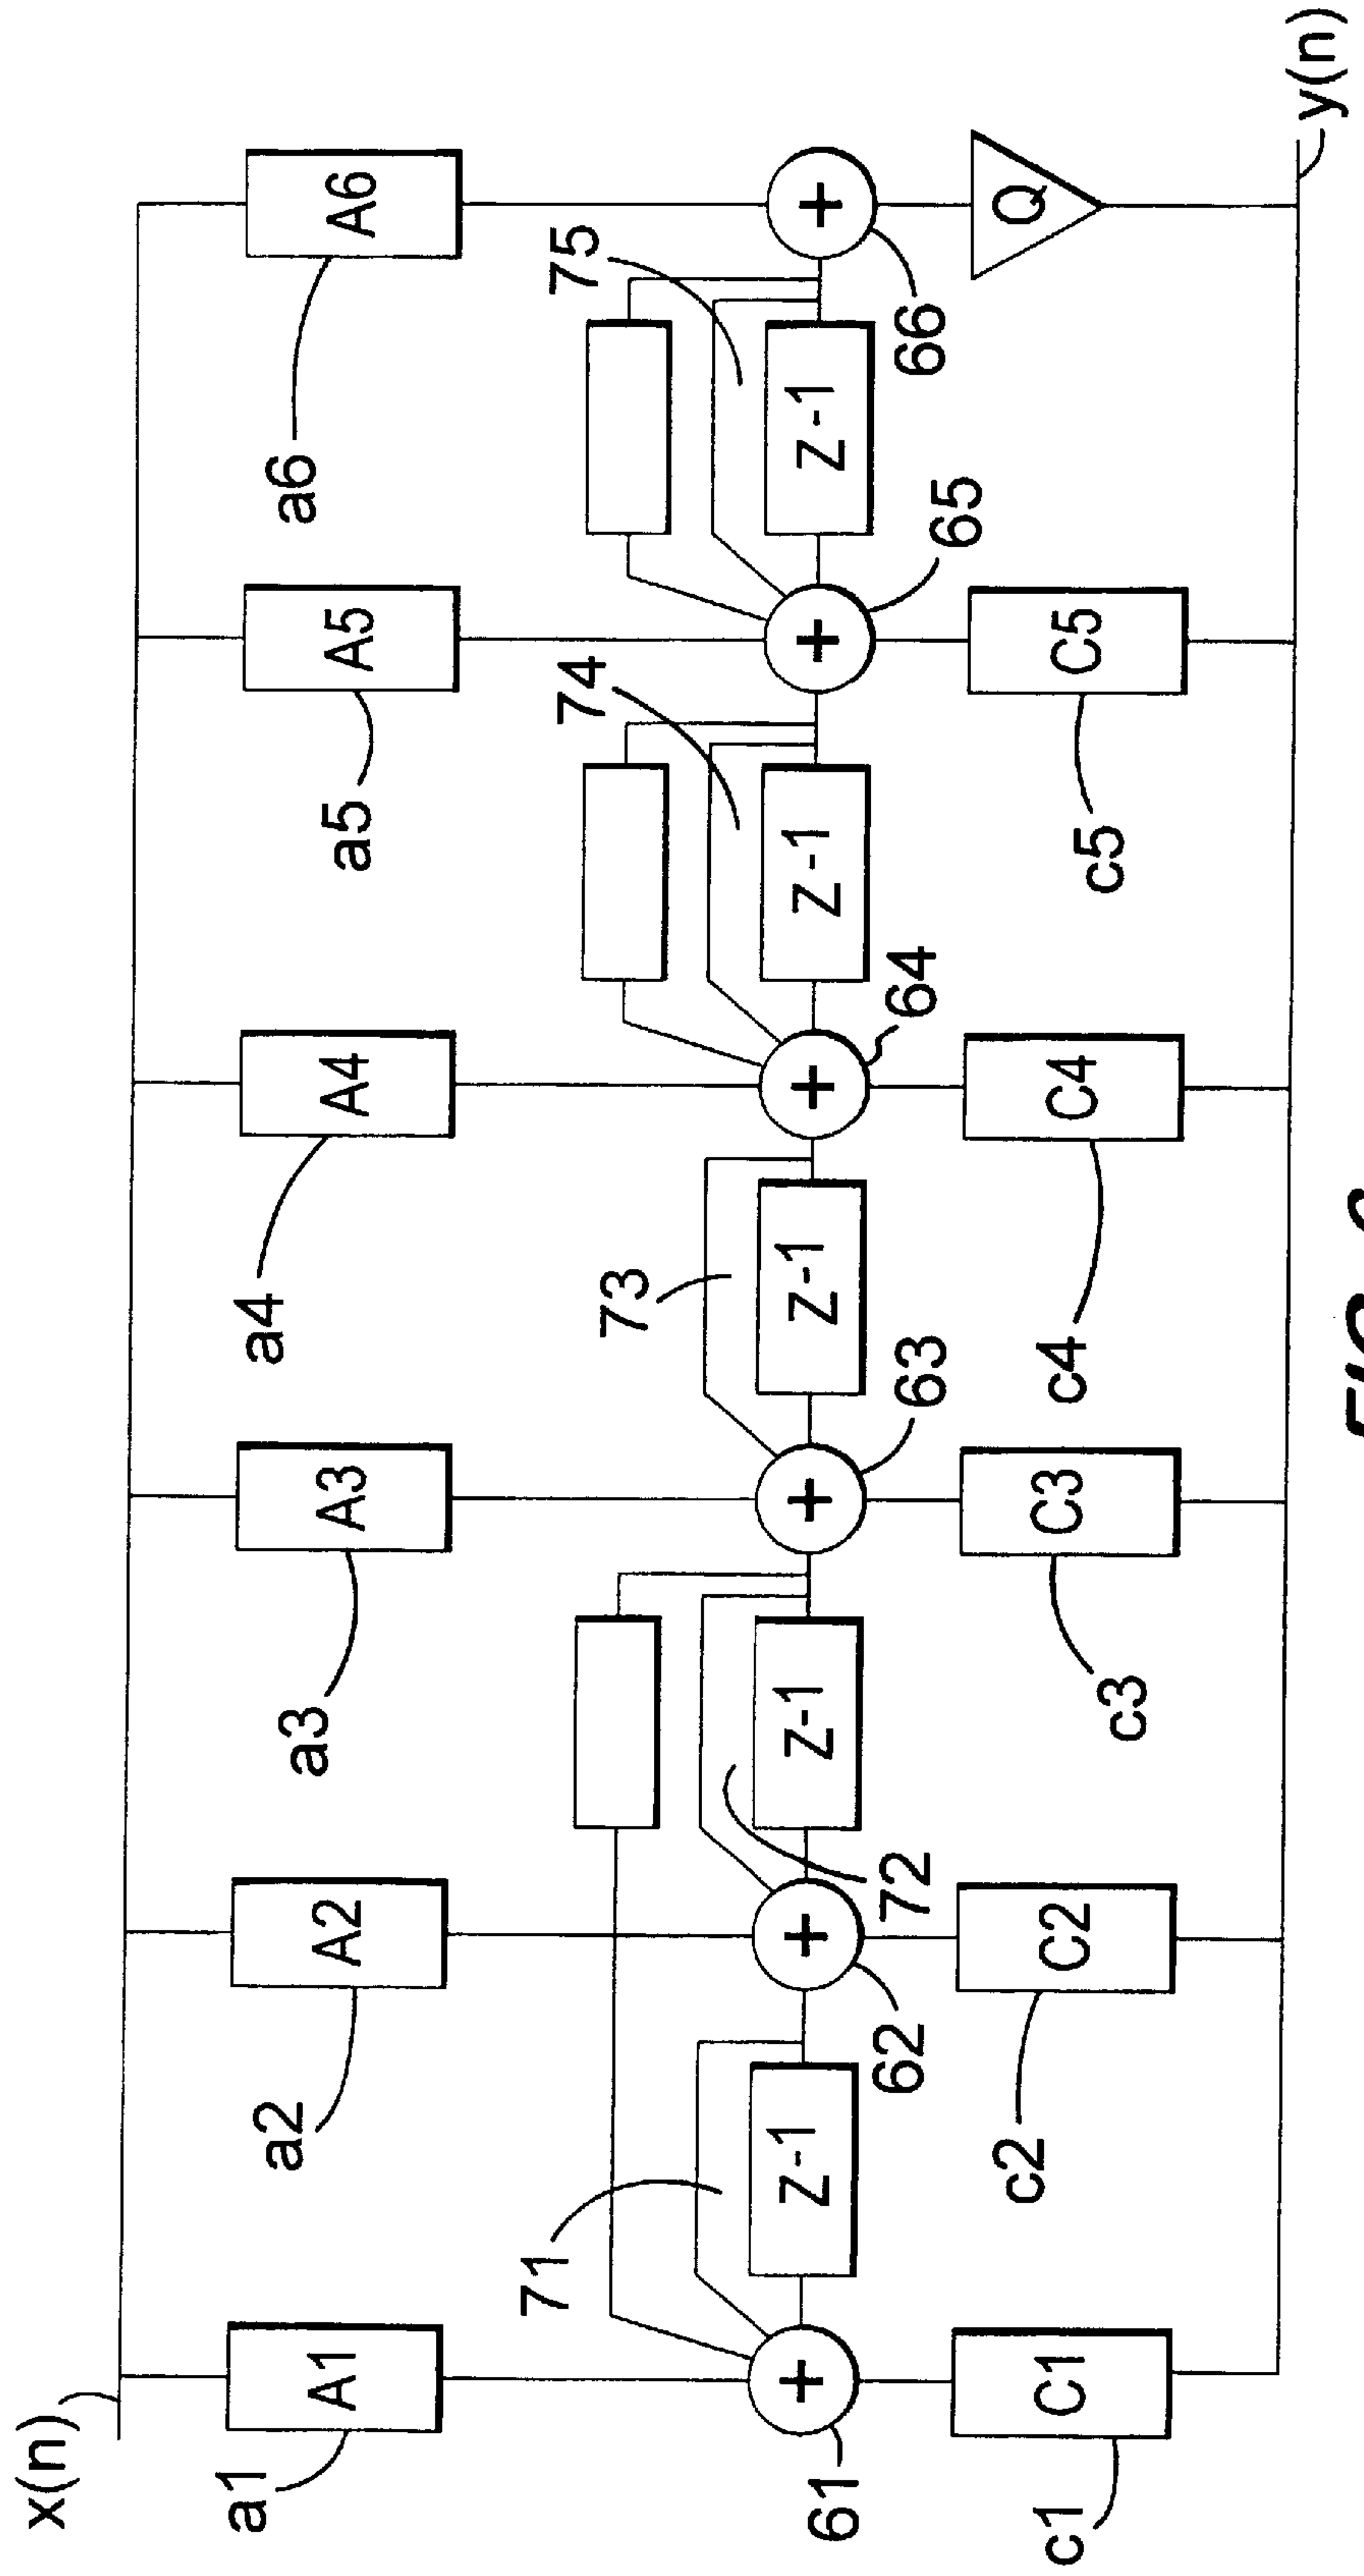 x(n)
a1
A1
a2
A2
a3
A3
a4
A4
a5
A5
a6
A6
71
Z-1
72
Z-1
73
Z-1
74
Z-1
75
Z-1
61
+
62
+
63
+
64
+
65
+
66
+
Q
c1
C1
c2
C2
c3
C3
c4
C4
c5
C5
y(n)